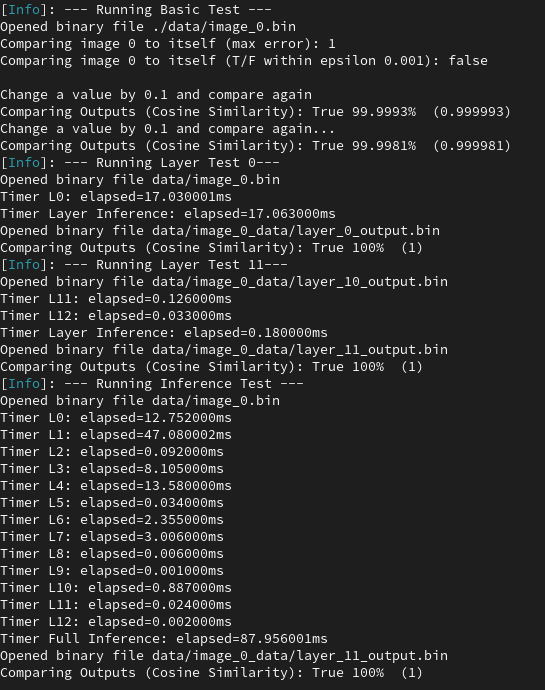 [Info]: --- Running Basic Test ---
Opened binary file ./data/image_0.bin
Comparing image 0 to itself (max error): 1
Comparing image 0 to itself (T/F within epsilon 0.001): false

Change a value by 0.1 and compare again
Comparing Outputs (Cosine Similarity): True 99.9993%  (0.999993)
Change a value by 0.1 and compare again...
Comparing Outputs (Cosine Similarity): True 99.9981%  (0.999981)
[Info]: --- Running Layer Test 0---
Opened binary file data/image_0.bin
Timer L0: elapsed=17.030001ms
Timer Layer Inference: elapsed=17.063000ms
Opened binary file data/image_0_data/layer_0_output.bin
Comparing Outputs (Cosine Similarity): True 100%  (1)
[Info]: --- Running Layer Test 11---
Opened binary file data/image_0_data/layer_10_output.bin
Timer L11: elapsed=0.126000ms
Timer L12: elapsed=0.033000ms
Timer Layer Inference: elapsed=0.180000ms
Opened binary file data/image_0_data/layer_11_output.bin
Comparing Outputs (Cosine Similarity): True 100%  (1)
[Info]: --- Running Inference Test ---
Opened binary file data/image_0.bin
Timer L0: elapsed=12.752000ms
Timer L1: elapsed=47.080002ms
Timer L2: elapsed=0.092000ms
Timer L3: elapsed=8.105000ms
Timer L4: elapsed=13.580000ms
Timer L5: elapsed=0.034000ms
Timer L6: elapsed=2.355000ms
Timer L7: elapsed=3.006000ms
Timer L8: elapsed=0.006000ms
Timer L9: elapsed=0.001000ms
Timer L10: elapsed=0.887000ms
Timer L11: elapsed=0.024000ms
Timer L12: elapsed=0.002000ms
Timer Full Inference: elapsed=87.956001ms
Opened binary file data/image_0_data/layer_11_output.bin
Comparing Outputs (Cosine Similarity): True 100%  (1)